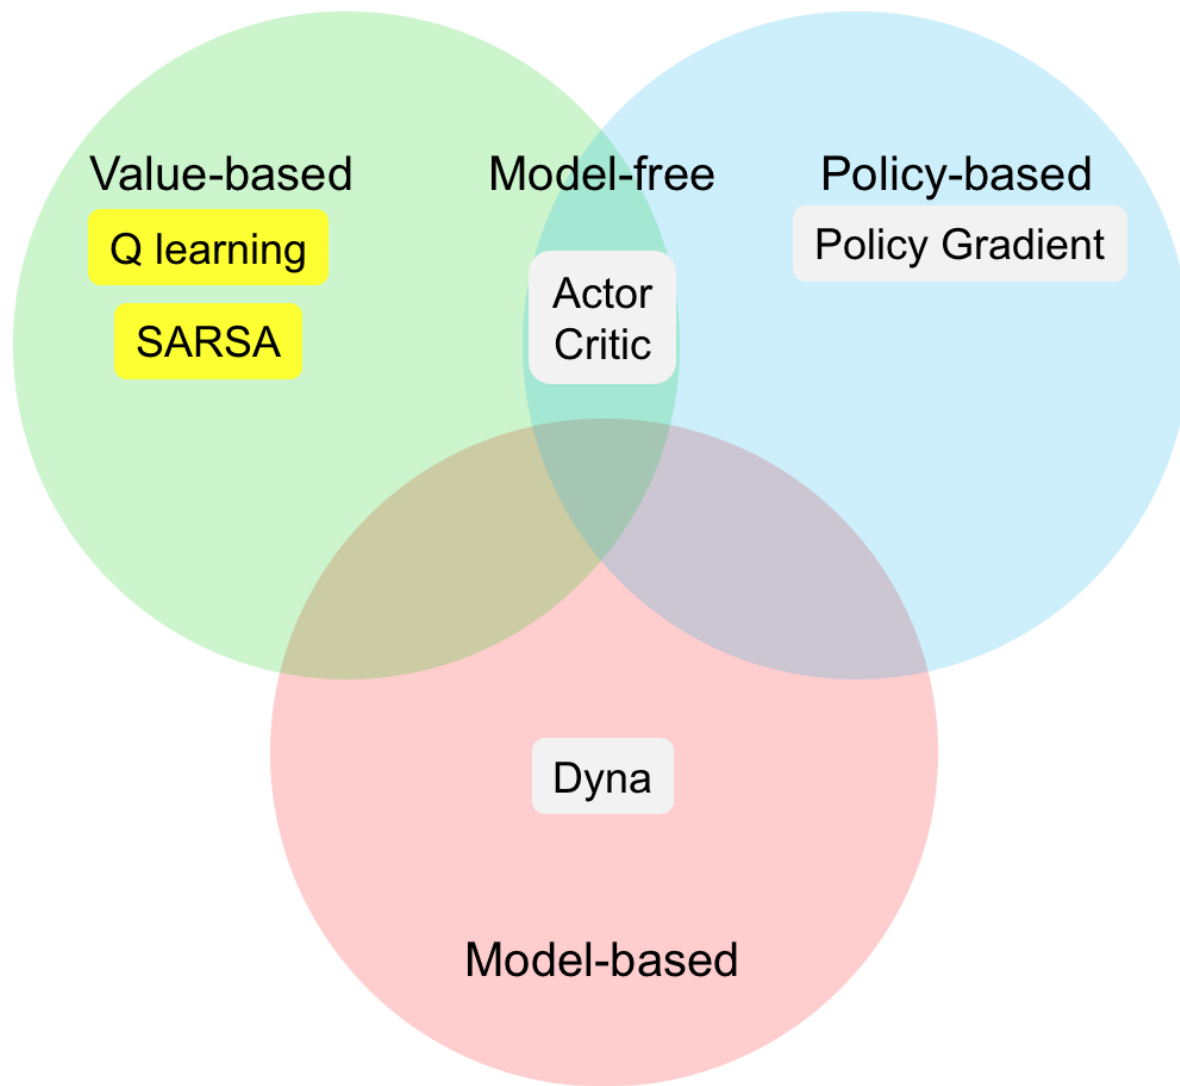 Value-based
Model-free
Policy-based
Q learning
Policy Gradient
Actor
Critic
SARSA
Dyna
Model-based